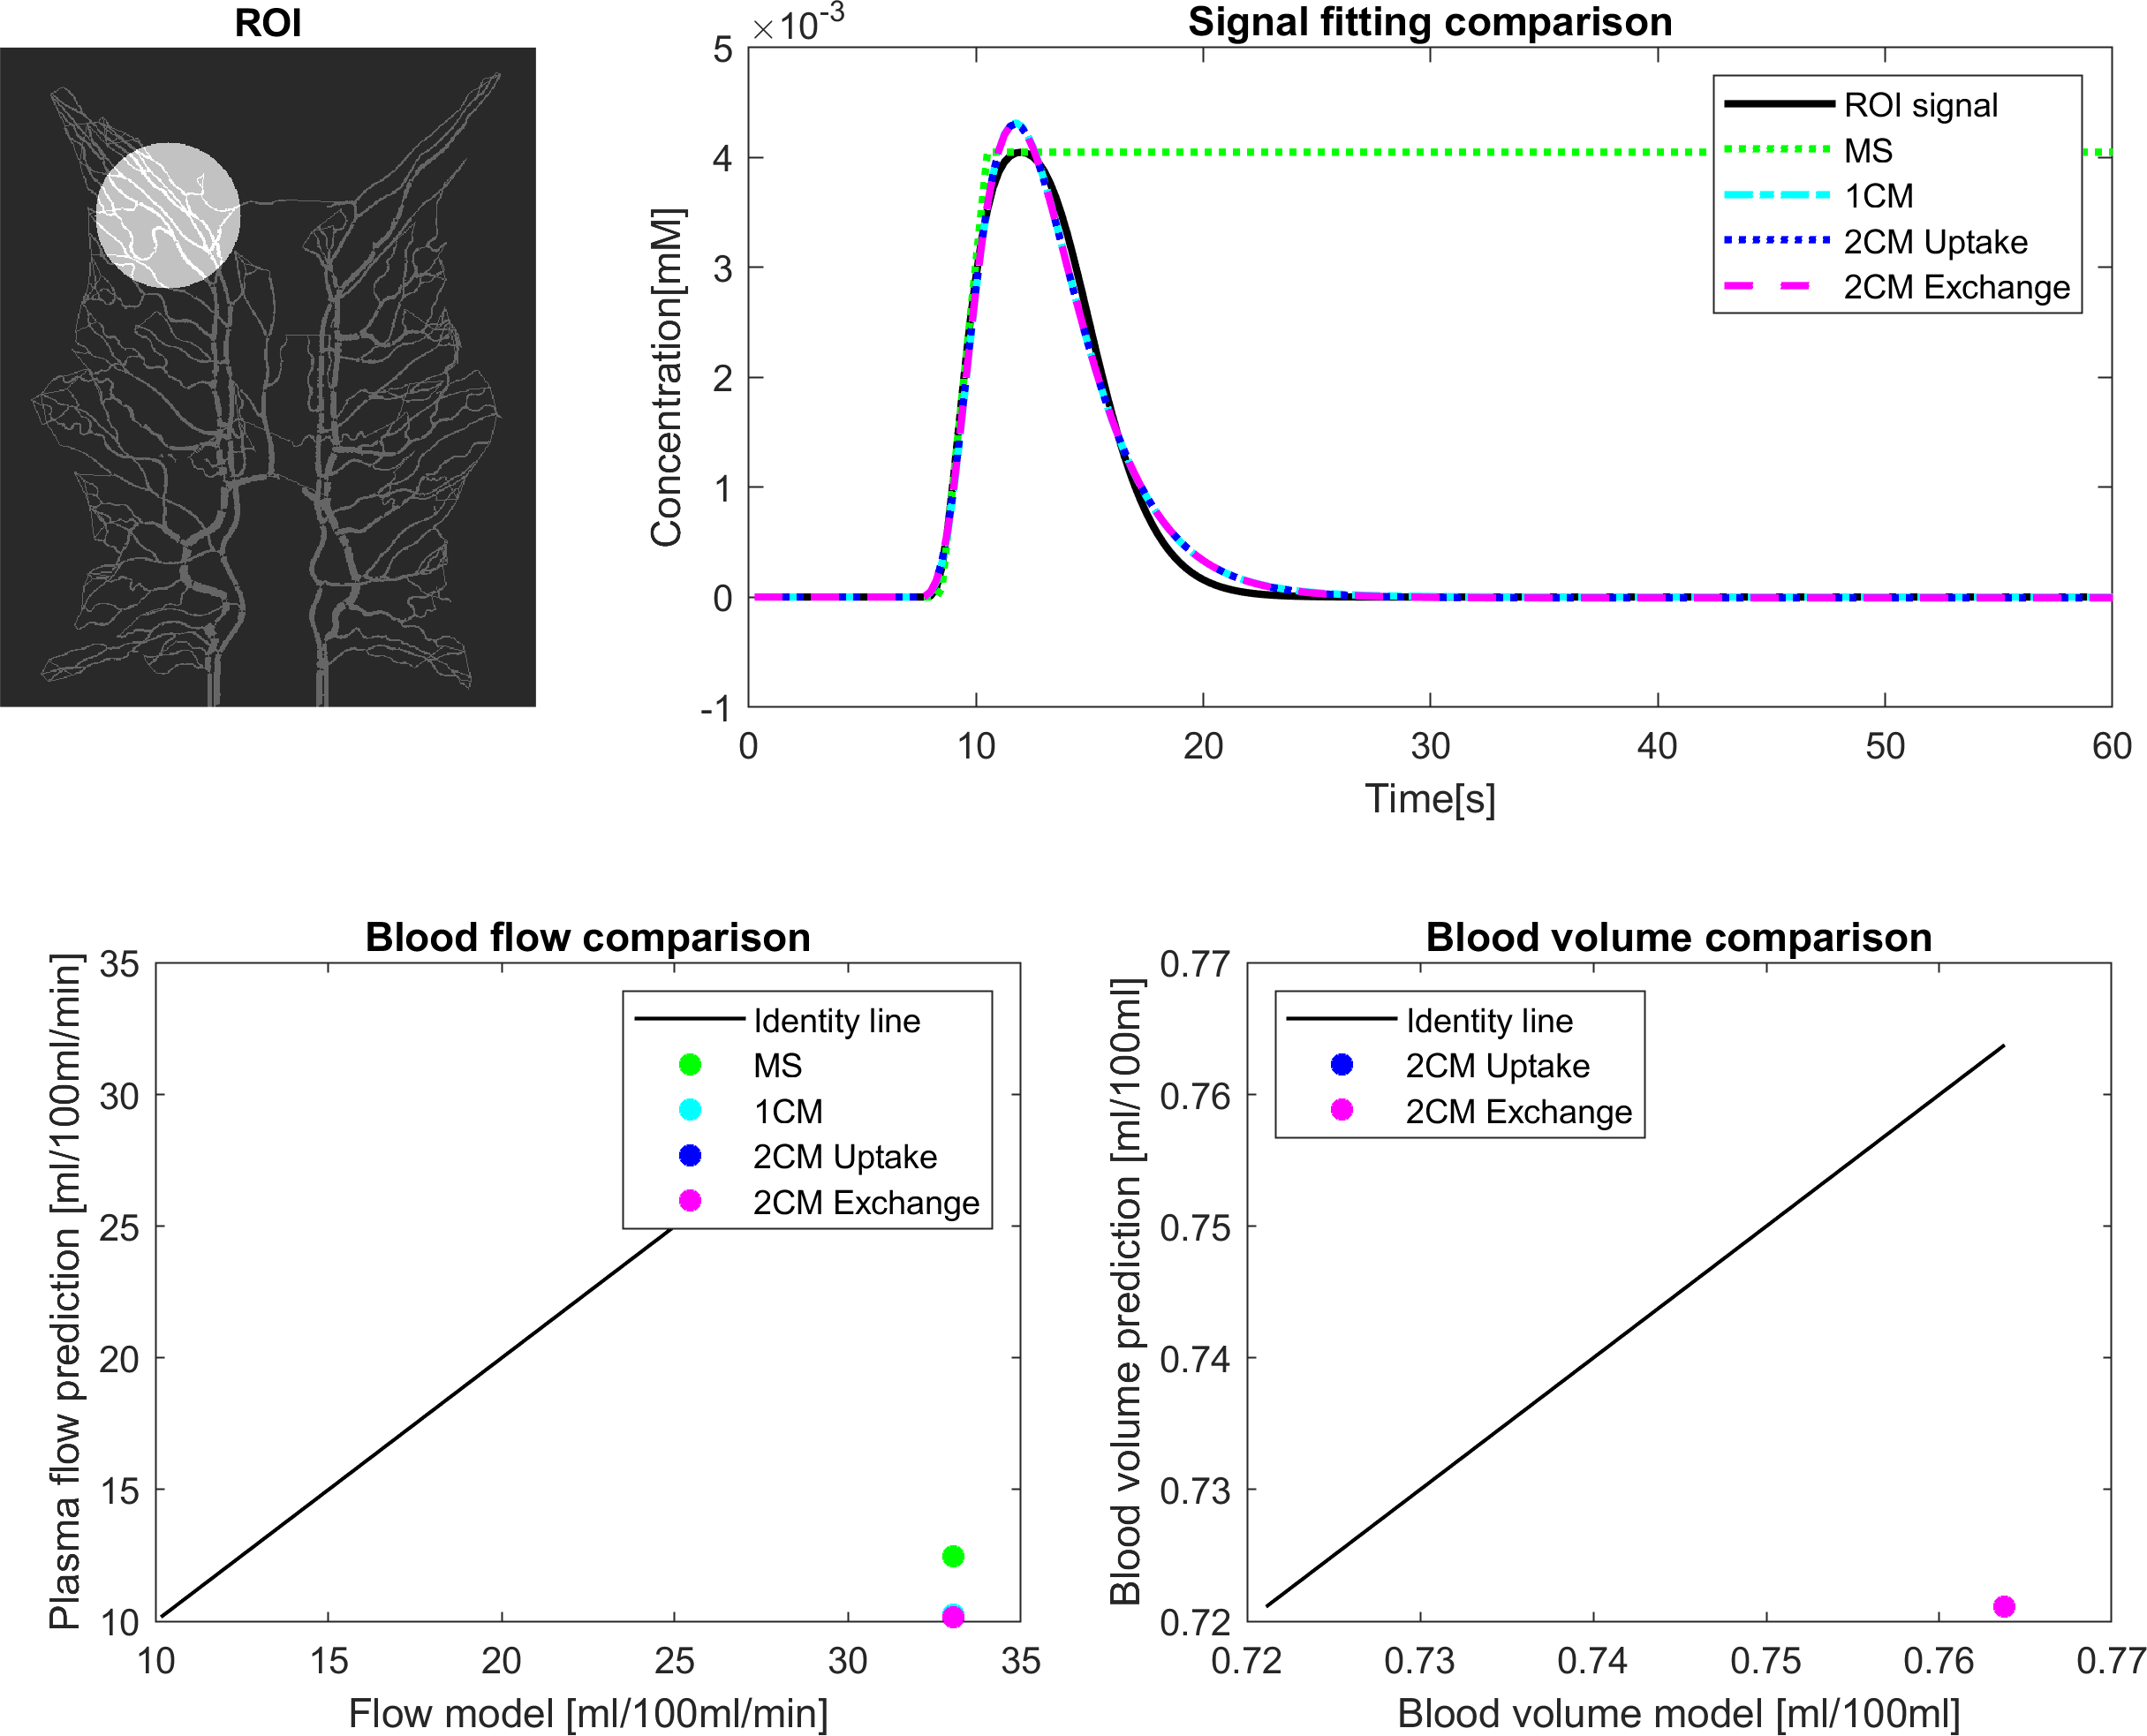 ROI
Signal fitting comparison
×10⁻³
5
4
3
2
1
0
-1
Concentration[mM]
0 10 20 30 40 50 60
Time[s]
ROI signal
MS
1CM
2CM Uptake
2CM Exchange
Blood flow comparison
35
30
25
20
15
10
Plasma flow prediction [ml/100ml/min]
10 15 20 25 30 35
Flow model [ml/100ml/min]
Identity line
MS
1CM
2CM Uptake
2CM Exchange
Blood volume comparison
0.77
0.76
0.75
0.74
0.73
0.72
Blood volume prediction [ml/100ml]
0.72 0.73 0.74 0.75 0.76 0.77
Blood volume model [ml/100ml]
Identity line
2CM Uptake
2CM Exchange